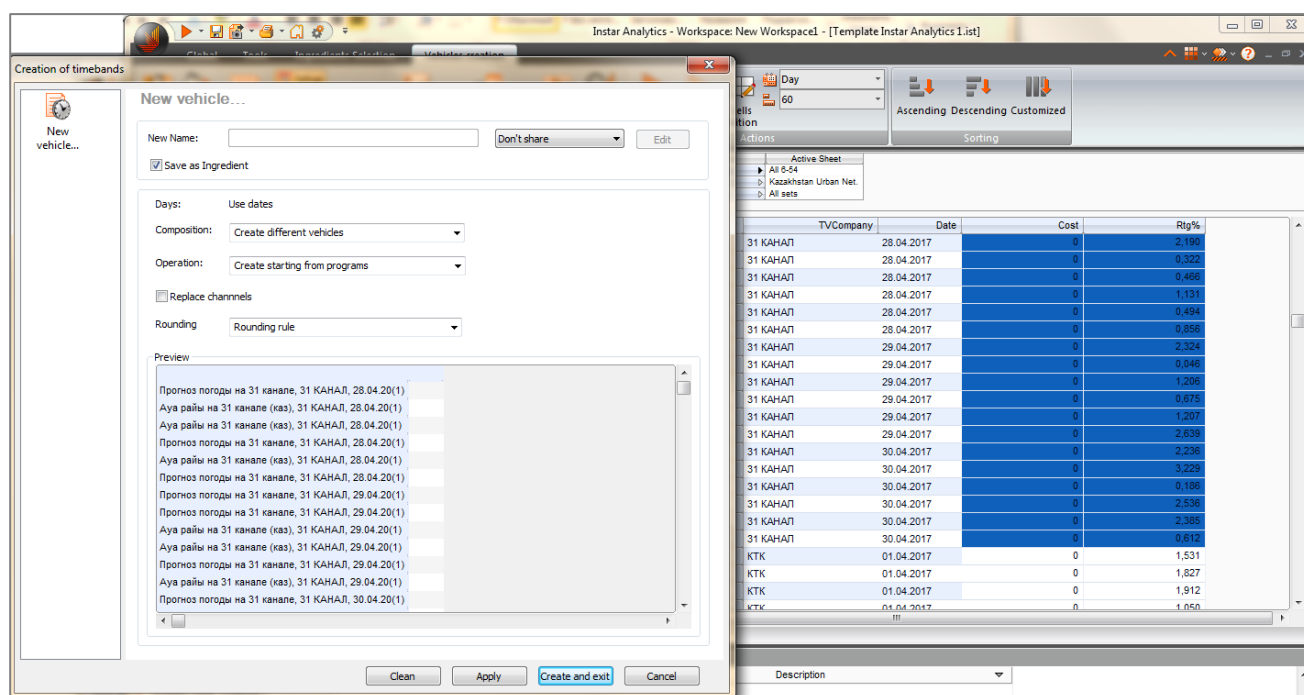 Instar Analytics - Workspace: New Workspace1 - [Template Instar Analytics 1.ist]
Global Tools Ingredients Selection Vehicles creation
Creation of timebands
New vehicle...
New vehicle...
New Name:
Don't share
Edit
Save as Ingredient
Days: Use dates
Composition: Create different vehicles
Operation: Create starting from programs
Replace channnels
Rounding Rounding rule
Preview
Прогноз погоды на 31 канале, 31 КАНАЛ, 28.04.20(1)
Ауа райы на 31 канале (каз), 31 КАНАЛ, 28.04.20(1)
Ауа райы на 31 канале (каз), 31 КАНАЛ, 28.04.20(1)
Прогноз погоды на 31 канале, 31 КАНАЛ, 28.04.20(1)
Ауа райы на 31 канале (каз), 31 КАНАЛ, 28.04.20(1)
Прогноз погоды на 31 канале, 31 КАНАЛ, 28.04.20(1)
Прогноз погоды на 31 канале, 31 КАНАЛ, 29.04.20(1)
Прогноз погоды на 31 канале, 31 КАНАЛ, 29.04.20(1)
Ауа райы на 31 канале (каз), 31 КАНАЛ, 29.04.20(1)
Ауа райы на 31 канале (каз), 31 КАНАЛ, 29.04.20(1)
Прогноз погоды на 31 канале, 31 КАНАЛ, 29.04.20(1)
Ауа райы на 31 канале (каз), 31 КАНАЛ, 29.04.20(1)
Прогноз погоды на 31 канале, 31 КАНАЛ, 30.04.20(1)
Clean Apply Create and exit Cancel
Day
60
ells
ition
Actions
Ascending Descending Customized
Sorting
Active Sheet
All 6-54
Kazakhstan Urban Net.
All sets
TVCompany Date Cost Rtg%
31 КАНАЛ 28.04.2017 0 2,190
31 КАНАЛ 28.04.2017 0 0,322
31 КАНАЛ 28.04.2017 0 0,466
31 КАНАЛ 28.04.2017 0 1,131
31 КАНАЛ 28.04.2017 0 0,494
31 КАНАЛ 28.04.2017 0 0,856
31 КАНАЛ 29.04.2017 0 2,324
31 КАНАЛ 29.04.2017 0 0,046
31 КАНАЛ 29.04.2017 0 1,206
31 КАНАЛ 29.04.2017 0 0,675
31 КАНАЛ 29.04.2017 0 1,207
31 КАНАЛ 29.04.2017 0 2,639
31 КАНАЛ 30.04.2017 0 2,236
31 КАНАЛ 30.04.2017 0 3,229
31 КАНАЛ 30.04.2017 0 0,186
31 КАНАЛ 30.04.2017 0 2,536
31 КАНАЛ 30.04.2017 0 2,385
31 КАНАЛ 30.04.2017 0 0,612
КТК 01.04.2017 0 1,531
КТК 01.04.2017 0 1,827
КТК 01.04.2017 0 1,912
КТК 01.04.2017 0 1,050
Description